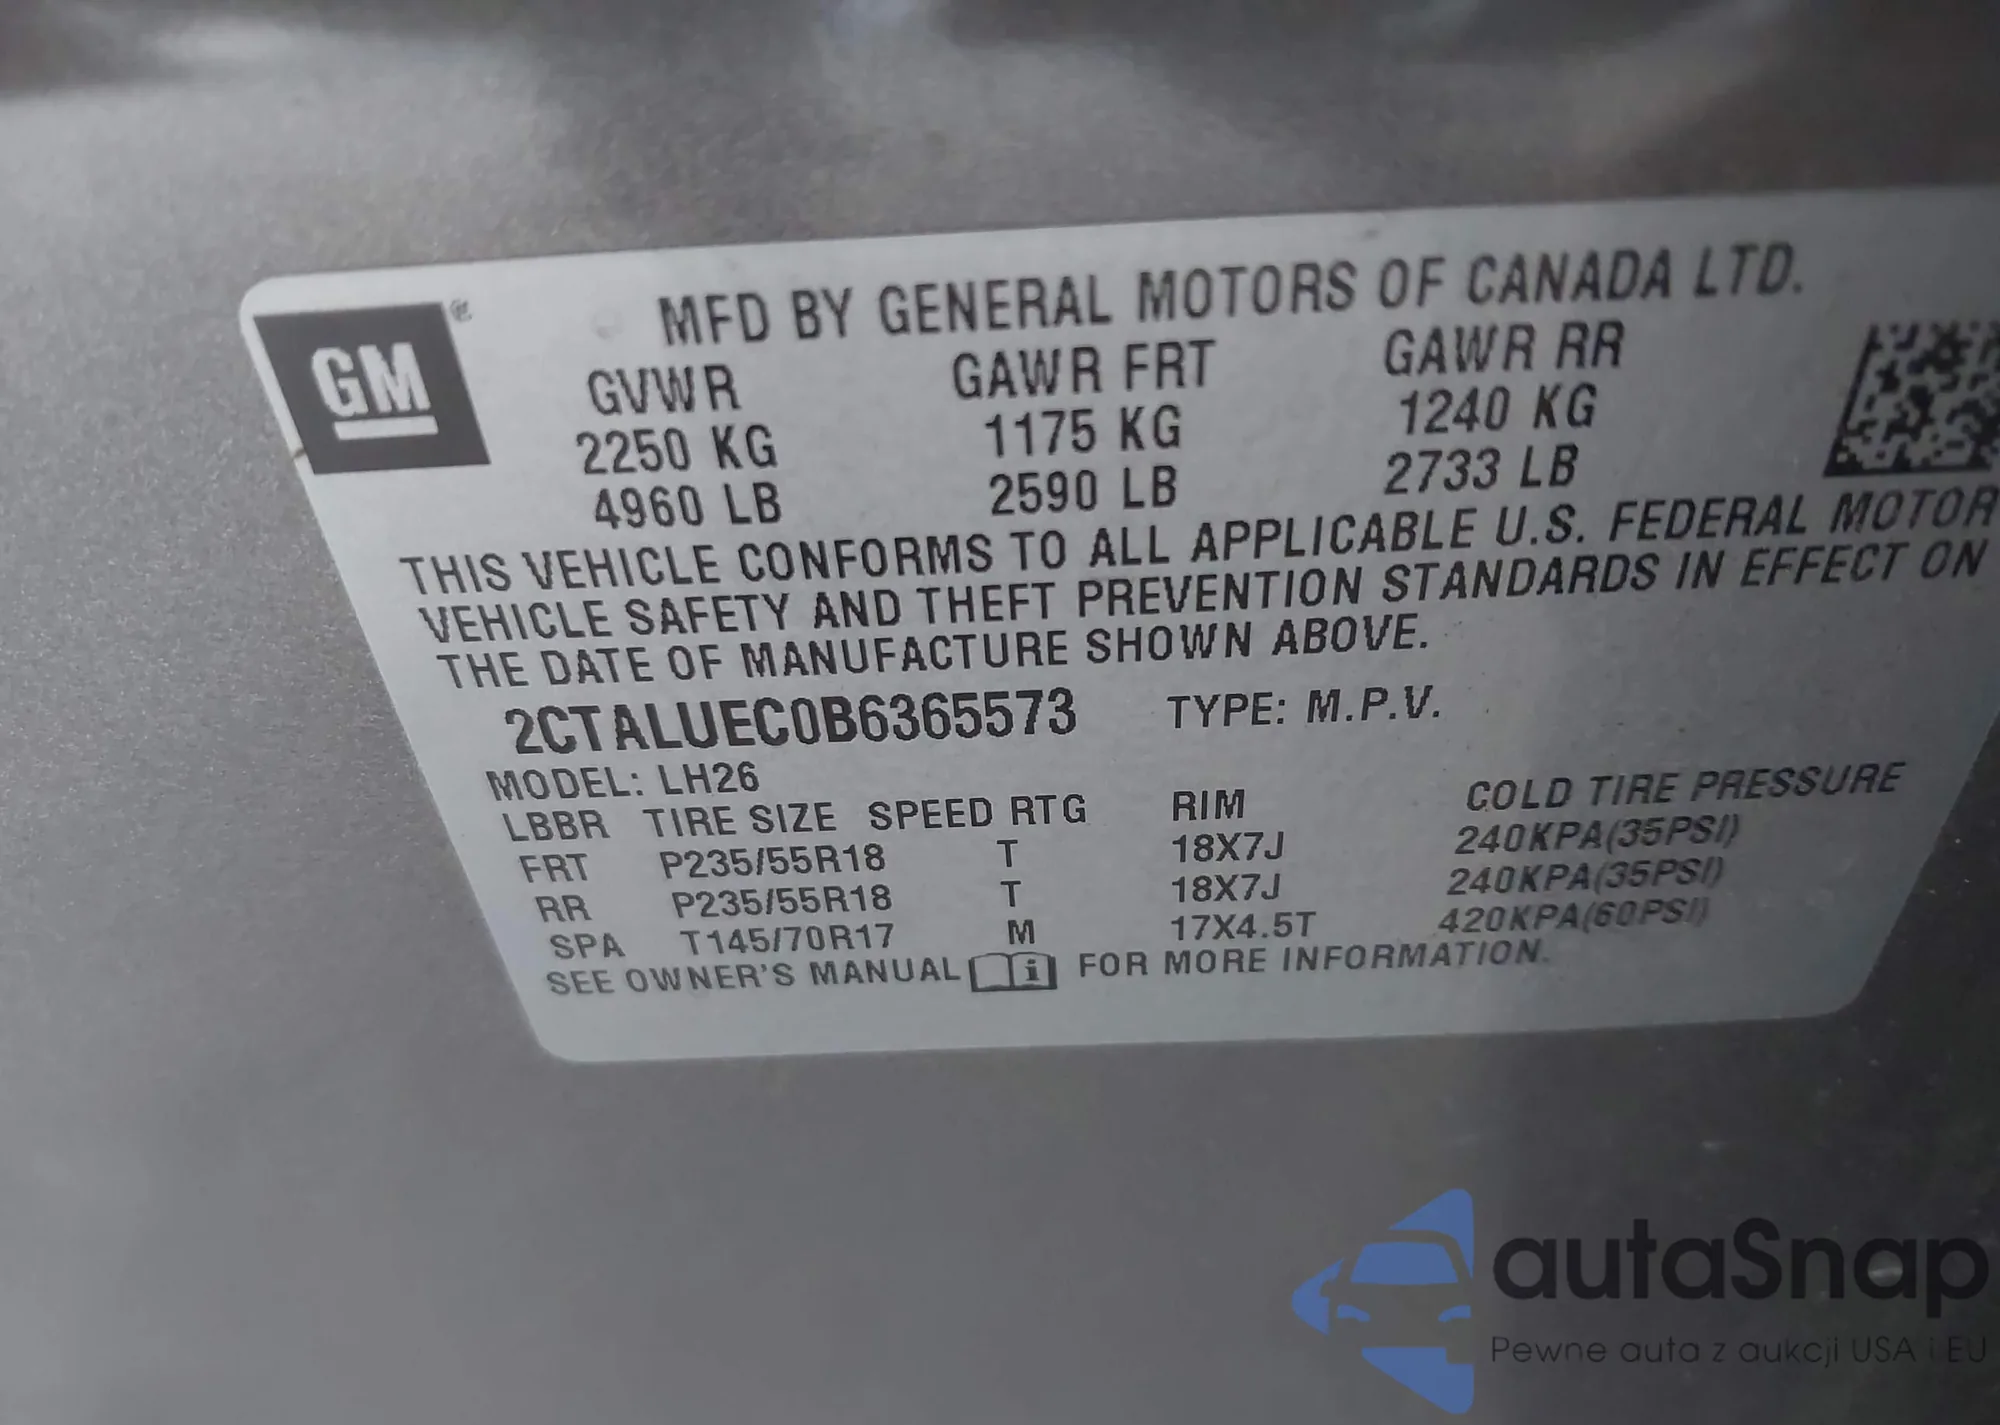 GM®
MFD BY GENERAL MOTORS OF CANADA LTD.
GVWR GAWR FRT GAWR RR
2250 KG 1175 KG 1240 KG
4960 LB 2590 LB 2733 LB
THIS VEHICLE CONFORMS TO ALL APPLICABLE U.S. FEDERAL MOTOR
VEHICLE SAFETY AND THEFT PREVENTION STANDARDS IN EFFECT ON
THE DATE OF MANUFACTURE SHOWN ABOVE.
2CTALUEC0B6365573 TYPE: M.P.V.
MODEL: LH26
LBBR TIRE SIZE SPEED RTG RIM COLD TIRE PRESSURE
FRT P235/55R18 T 18X7J 240KPA(35PSI)
RR P235/55R18 T 18X7J 240KPA(35PSI)
SPA T145/70R17 M 17X4.5T 420KPA(60PSI)
SEE OWNER'S MANUAL i FOR MORE INFORMATION.
autaSnap
Pewne auta z aukcji USA i EU